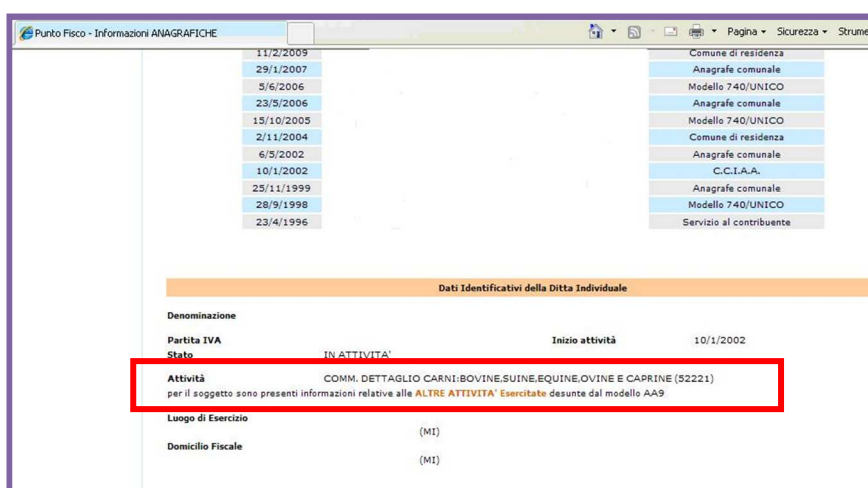 Punto Fisco - Informazioni ANAGRAFICHE
Pagina Sicurezza Strume
11/2/2009 Comune di residenza
29/1/2007 Anagrafe comunale
5/6/2006 Modello 740/UNICO
23/5/2006 Anagrafe comunale
15/10/2005 Modello 740/UNICO
2/11/2004 Comune di residenza
6/5/2002 Anagrafe comunale
10/1/2002 C.C.I.A.A.
25/11/1999 Anagrafe comunale
28/9/1998 Modello 740/UNICO
23/4/1996 Servizio al contribuente
Dati Identificativi della Ditta Individuale
Denominazione
Partita IVA Inizio attività 10/1/2002
Stato IN ATTIVITA'
Attività COMM. DETTAGLIO CARNI:BOVINE,SUINE,EQUINE,OVINE E CAPRINE (52221)
per il soggetto sono presenti informazioni relative alle ALTRE ATTIVITA' Esercitate desunte dal modello AA9
Luogo di Esercizio
(MI)
Domicilio Fiscale
(MI)